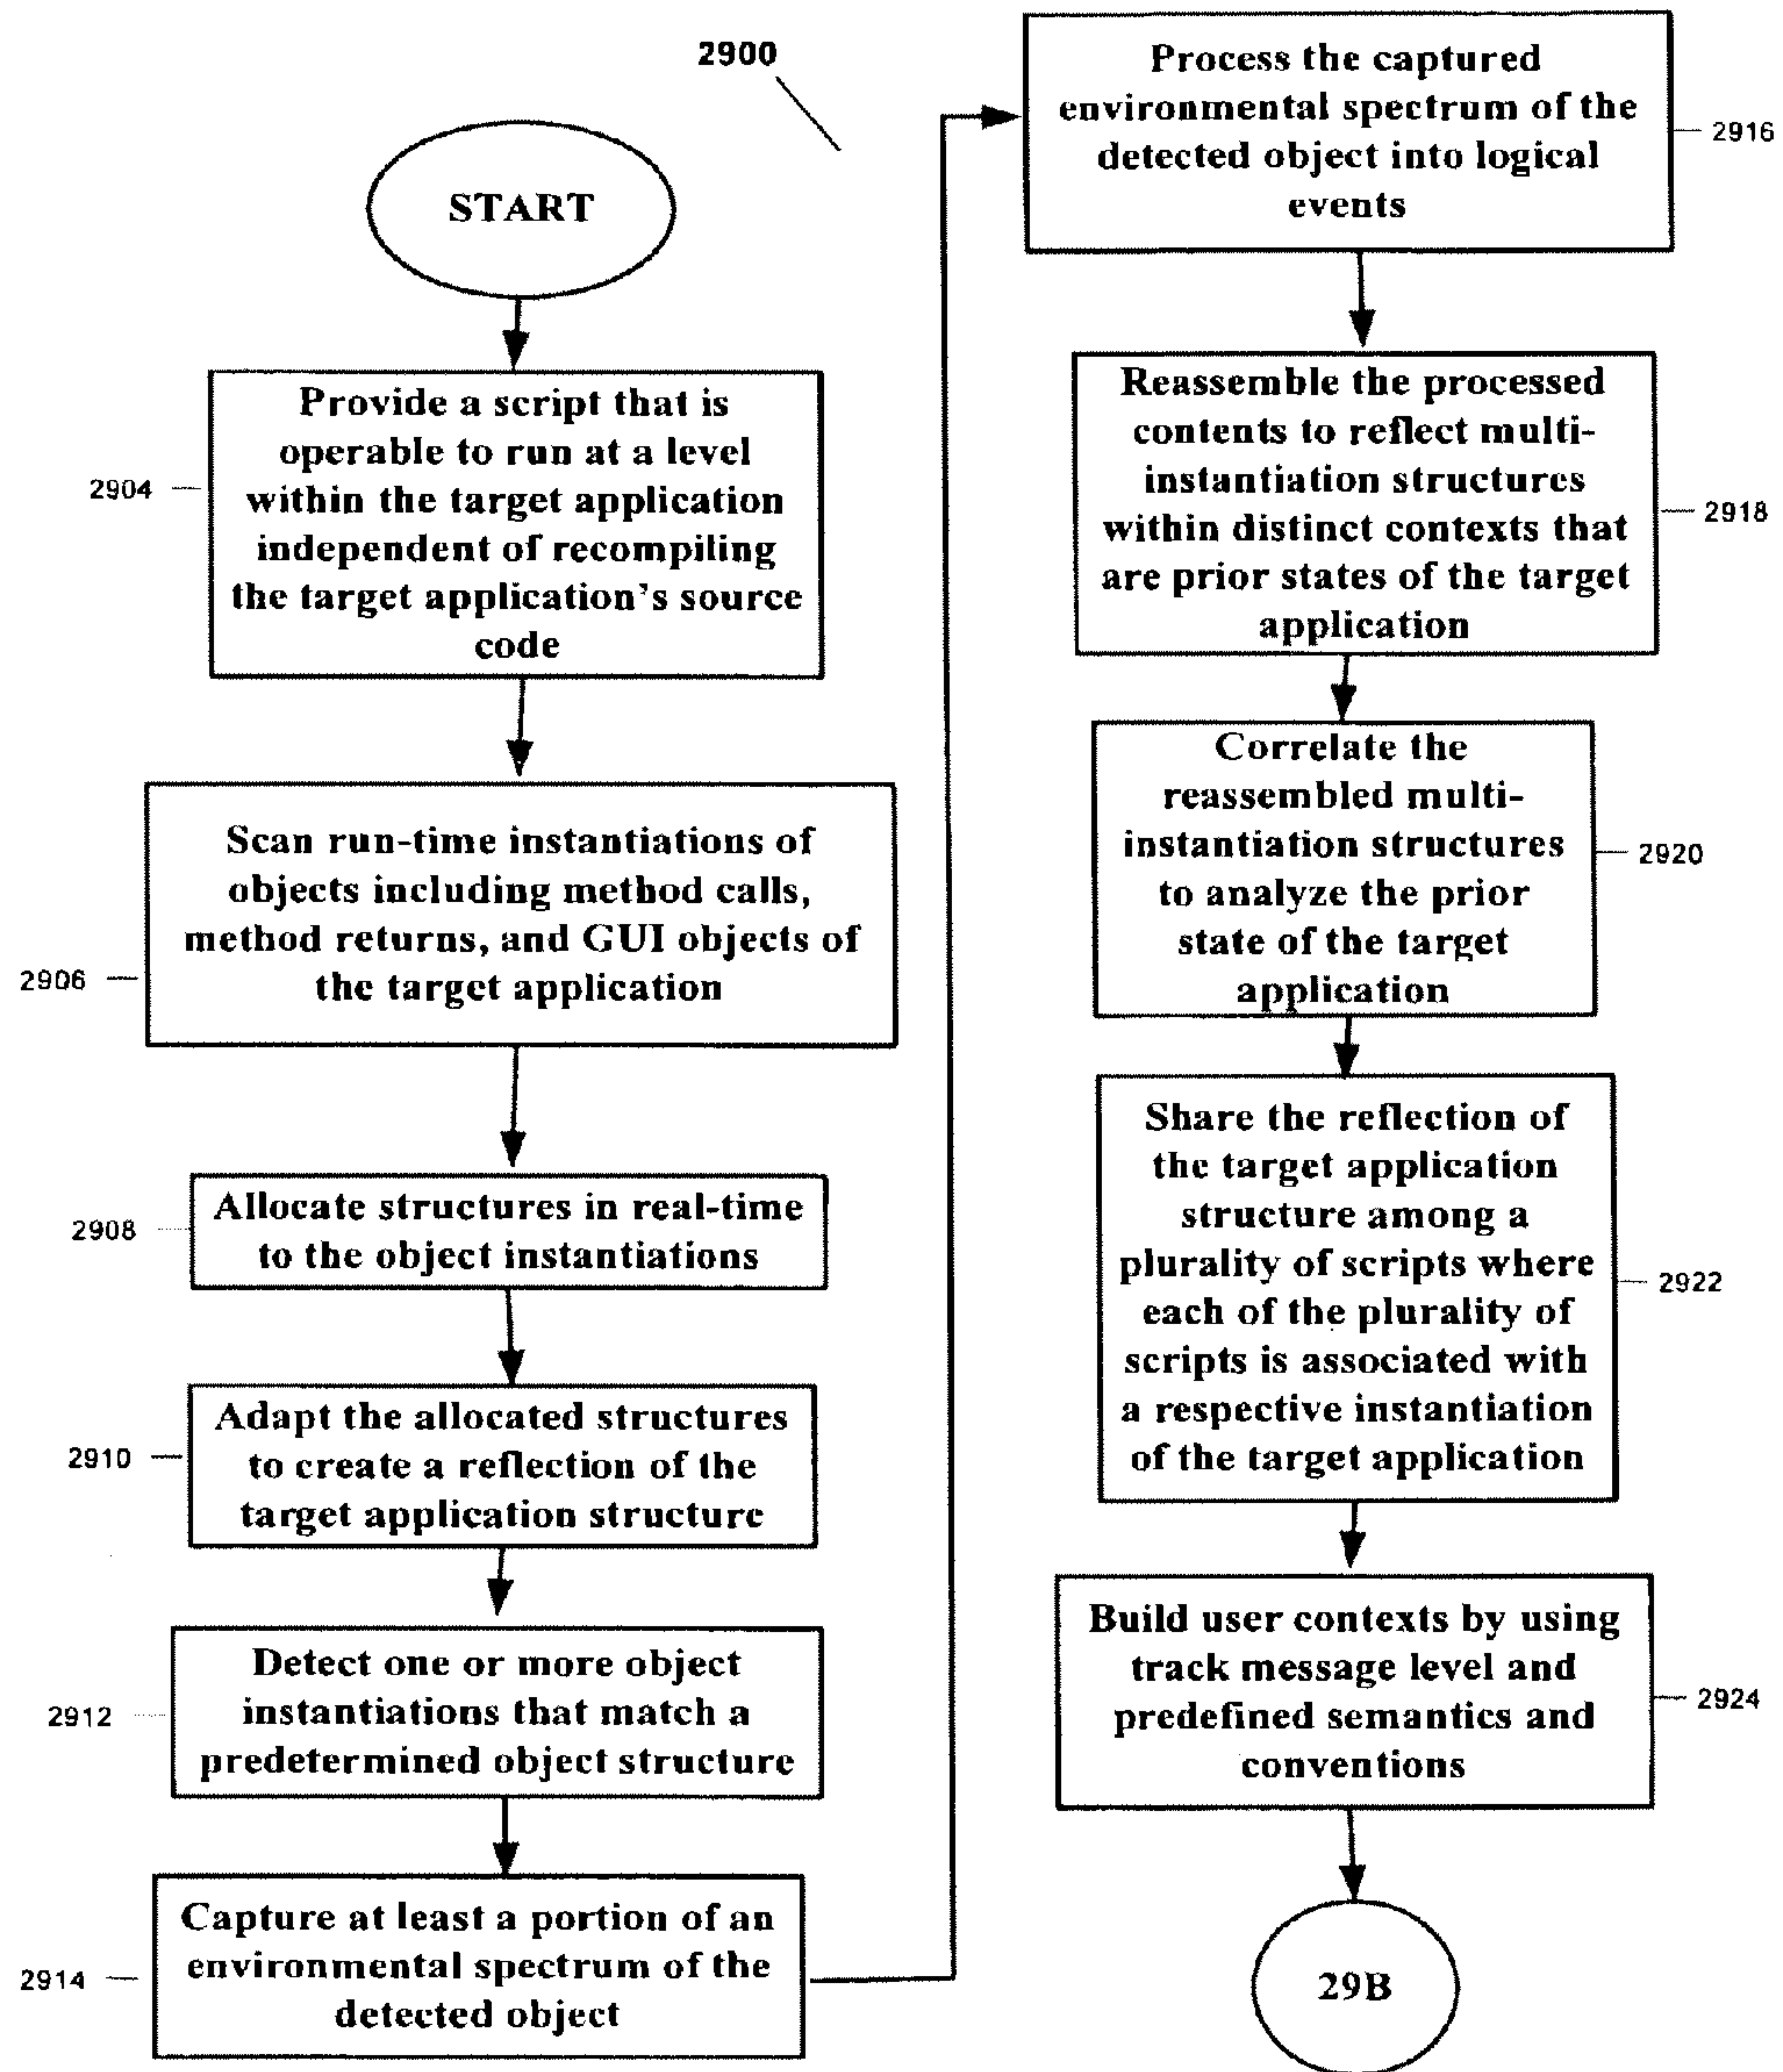 2900
START
2904
Provide a script that is
operable to run at a level
within the target application
independent of recompiling
the target application's source
code
2906
Scan run-time instantiations of
objects including method calls,
method returns, and GUI objects of
the target application
2908
Allocate structures in real-time
to the object instantiations
2910
Adapt the allocated structures
to create a reflection of the
target application structure
2912
Detect one or more object
instantiations that match a
predetermined object structure
2914
Capture at least a portion of an
environmental spectrum of the
detected object
Process the captured
environmental spectrum of the
detected object into logical
events
2916
Reassemble the processed
contents to reflect multi-
instantiation structures
within distinct contexts that
are prior states of the target
application
2918
Correlate the
reassembled multi-
instantiation structures
to analyze the prior
state of the target
application
2920
Share the reflection of
the target application
structure among a
plurality of scripts where
each of the plurality of
scripts is associated with
a respective instantiation
of the target application
2922
Build user contexts by using
track message level and
predefined semantics and
conventions
2924
29B